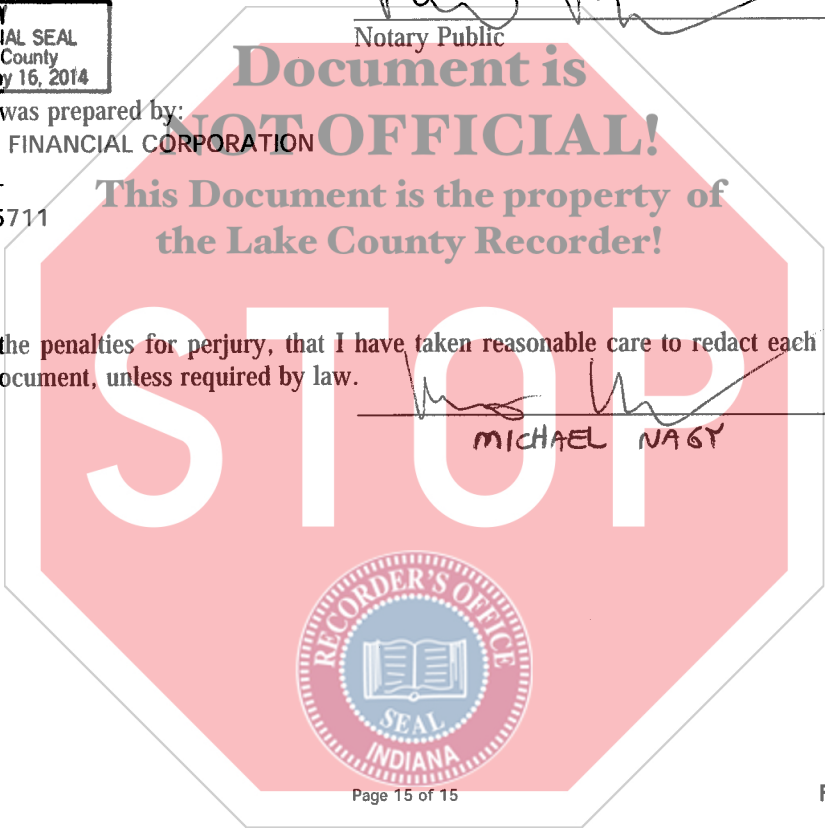 IAL SEAL
County
y 16, 2014
Notary Public
Document is
was prepared by:
FINANCIAL CORPORATION
NOT OFFICIAL!
This Document is the property of
5711
the Lake County Recorder!
STOP
the penalties for perjury, that I have taken reasonable care to redact each
ocument, unless required by law.
MICHAEL NAGY
RECORDER'S OFFICE
SEAL
INDIANA
Page 15 of 15